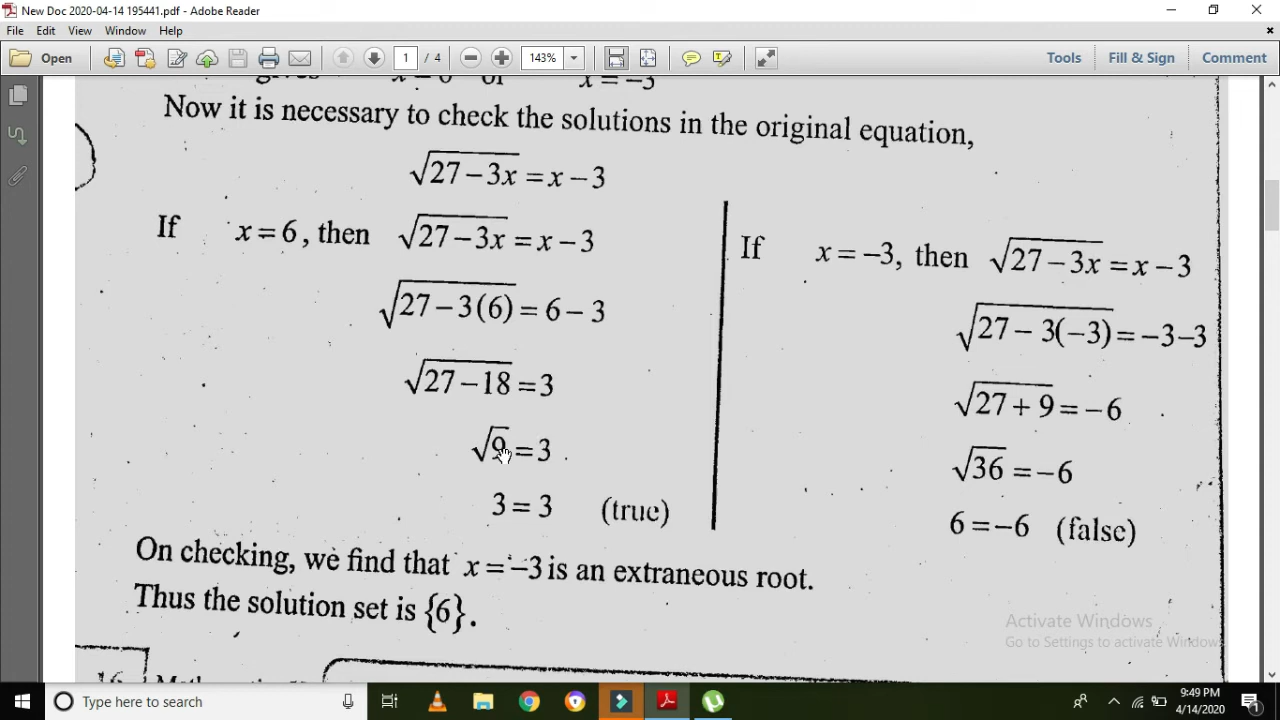 New Doc 2020-04-14 195441.pdf - Adobe Reader
File Edit View Window Help
Open 1 / 4 143% Tools Fill & Sign Comment
x = 6 or x = −3
Now it is necessary to check the solutions in the original equation,
√27 − 3x = x − 3
If x = 6, then √27 − 3x = x − 3
√27 − 3(6) = 6 − 3
√27 − 18 = 3
√9 = 3
3 = 3 (true)
If x = −3, then √27 − 3x = x − 3
√27 − 3(−3) = −3−3
√27 + 9 = −6
√36 = −6
6 = −6 (false)
On checking, we find that x = −3 is an extraneous root.
Thus the solution set is {6}.
Activate Windows
Go to Settings to activate Windows
Type here to search
9:49 PM
4/14/2020